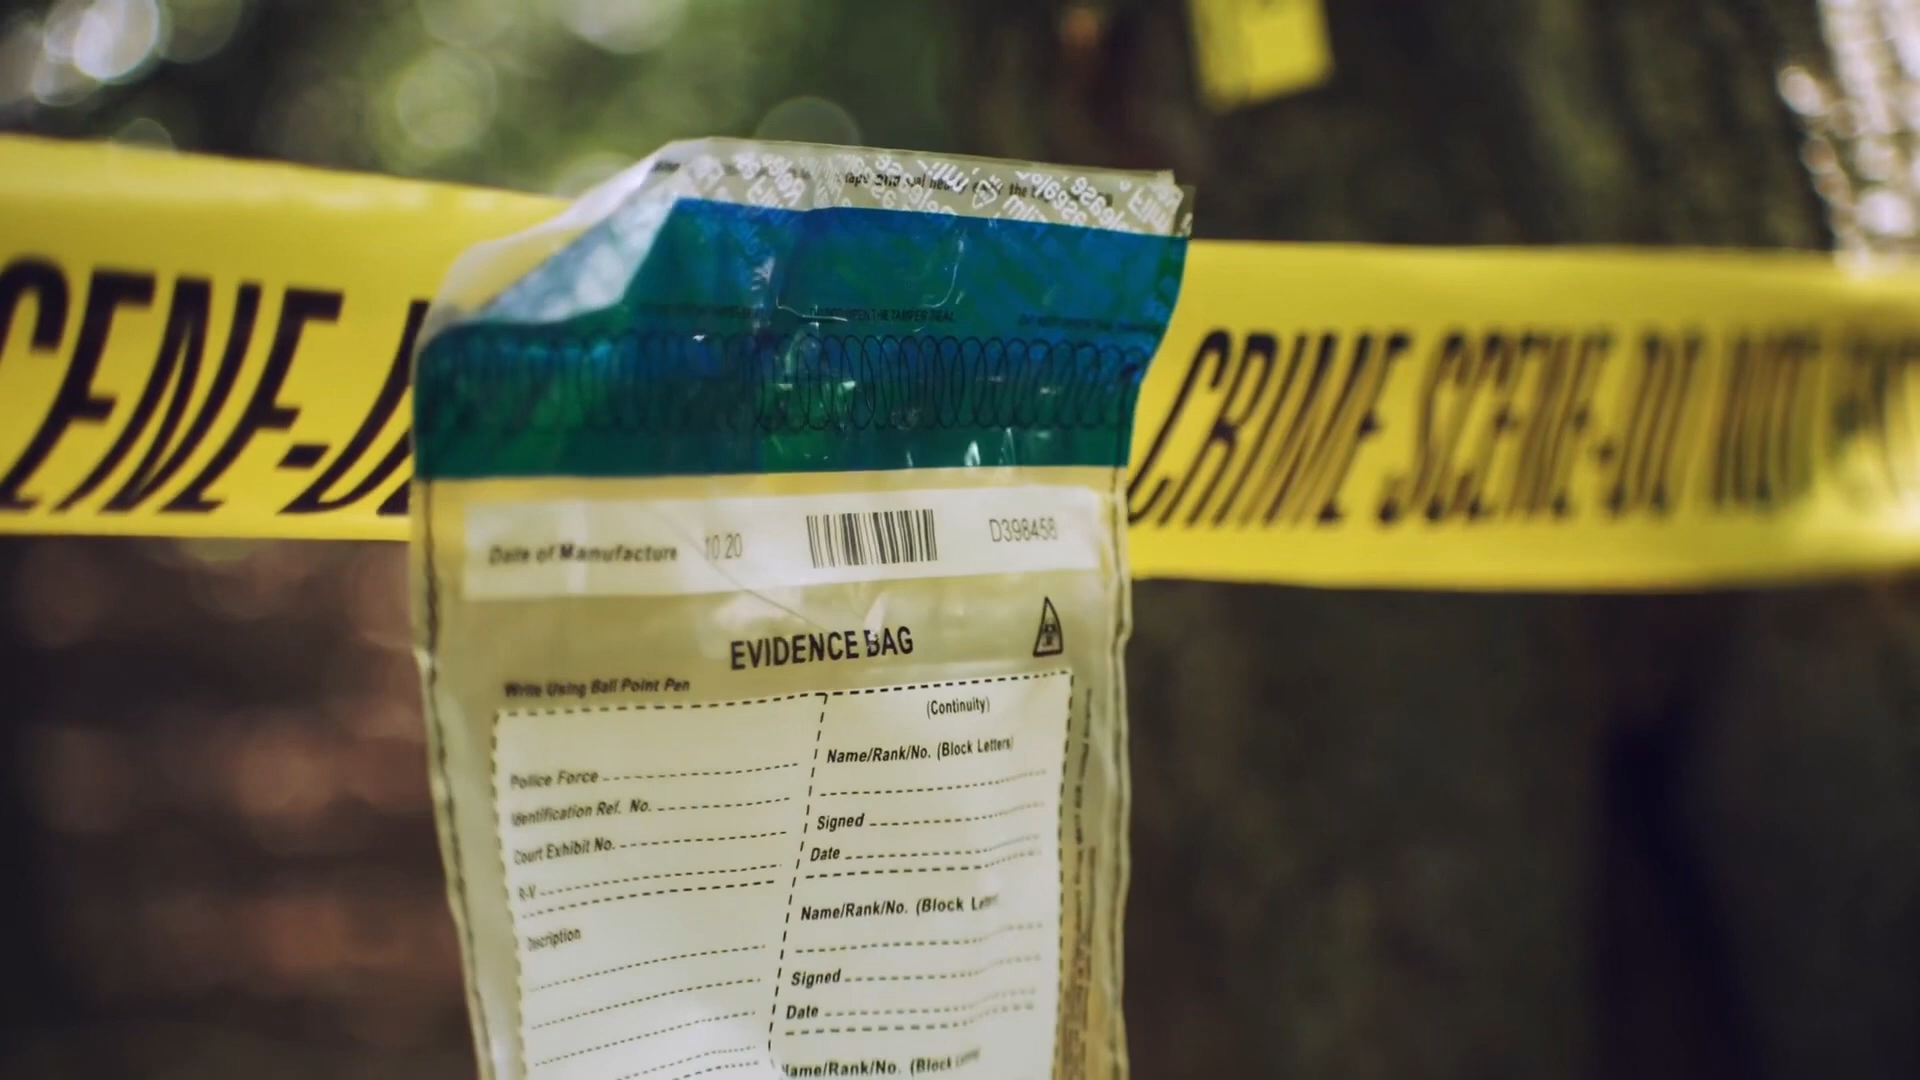 CENE-D
CRIME SCENE-DO NOT
Date of Manufacture 10 20 D398458
EVIDENCE BAG
Write Using Ball Point Pen
Police Force
Identification Ref. No.
Court Exhibit No.
R-V
Description
(Continuity)
Name/Rank/No. (Block Letters)
Signed
Date
Name/Rank/No. (Block Letter
Signed
Date
Name/Rank/No. (Block